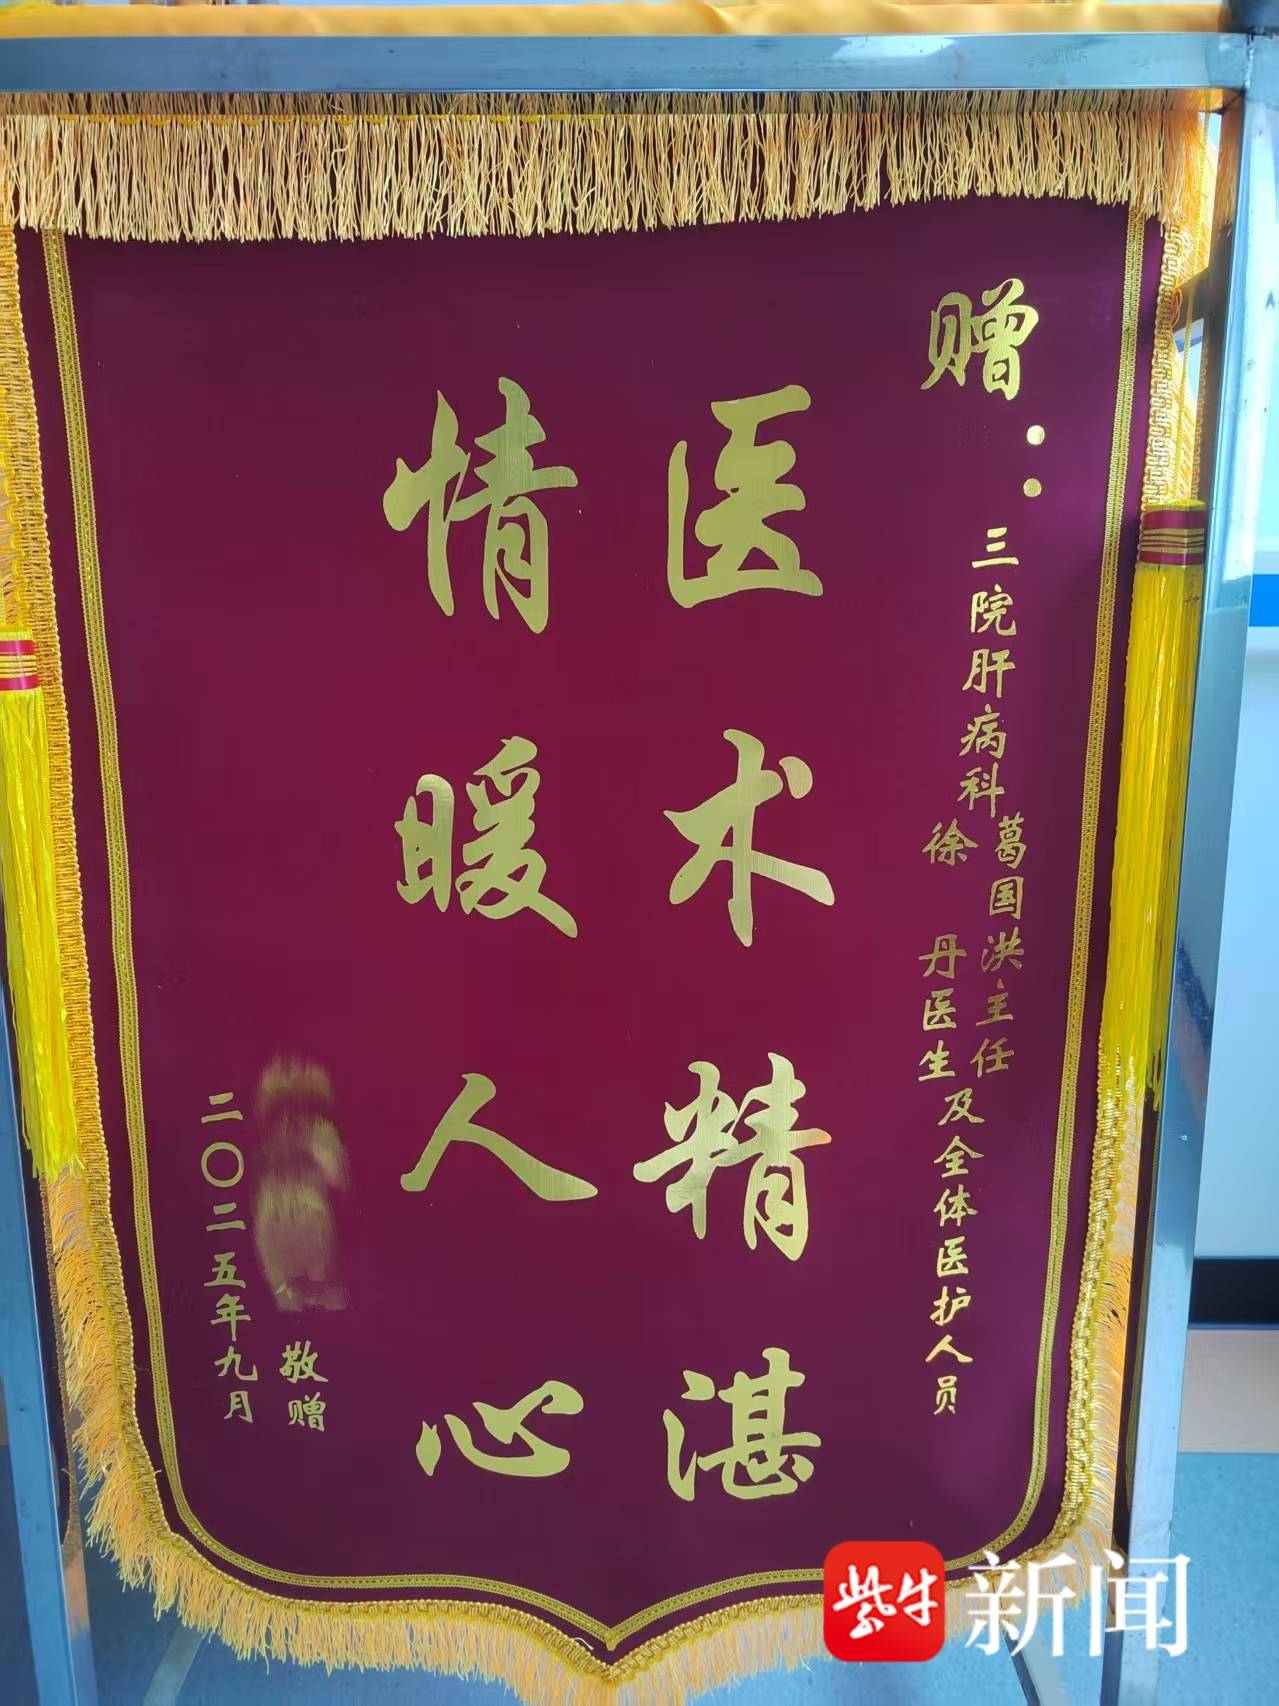 赠：三院肝病科
葛国洪主任
徐丹医生
及全体医护人员
医术精湛
情暖人心
敬赠
二〇二五年九月
紫牛新闻